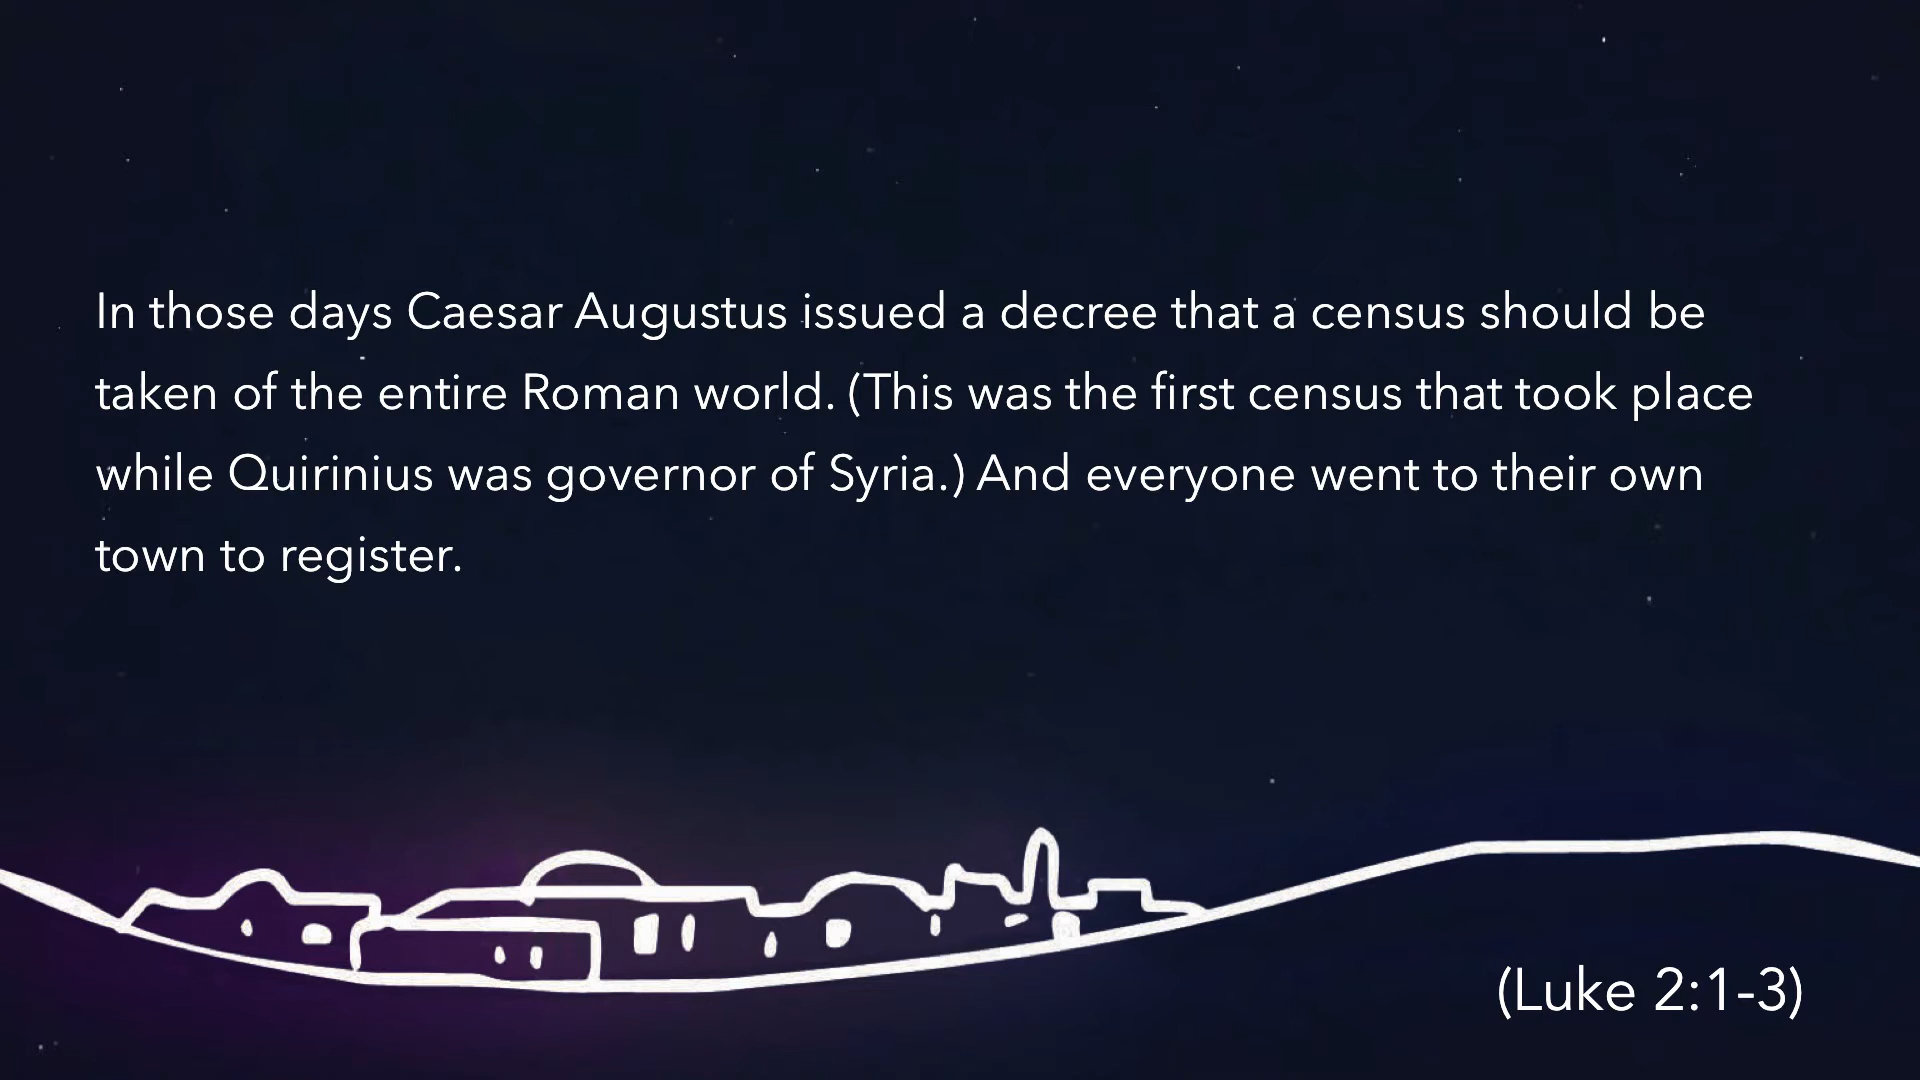 In those days Caesar Augustus issued a decree that a census should be
taken of the entire Roman world. (This was the first census that took place
while Quirinius was governor of Syria.) And everyone went to their own
town to register.
(Luke 2:1-3)